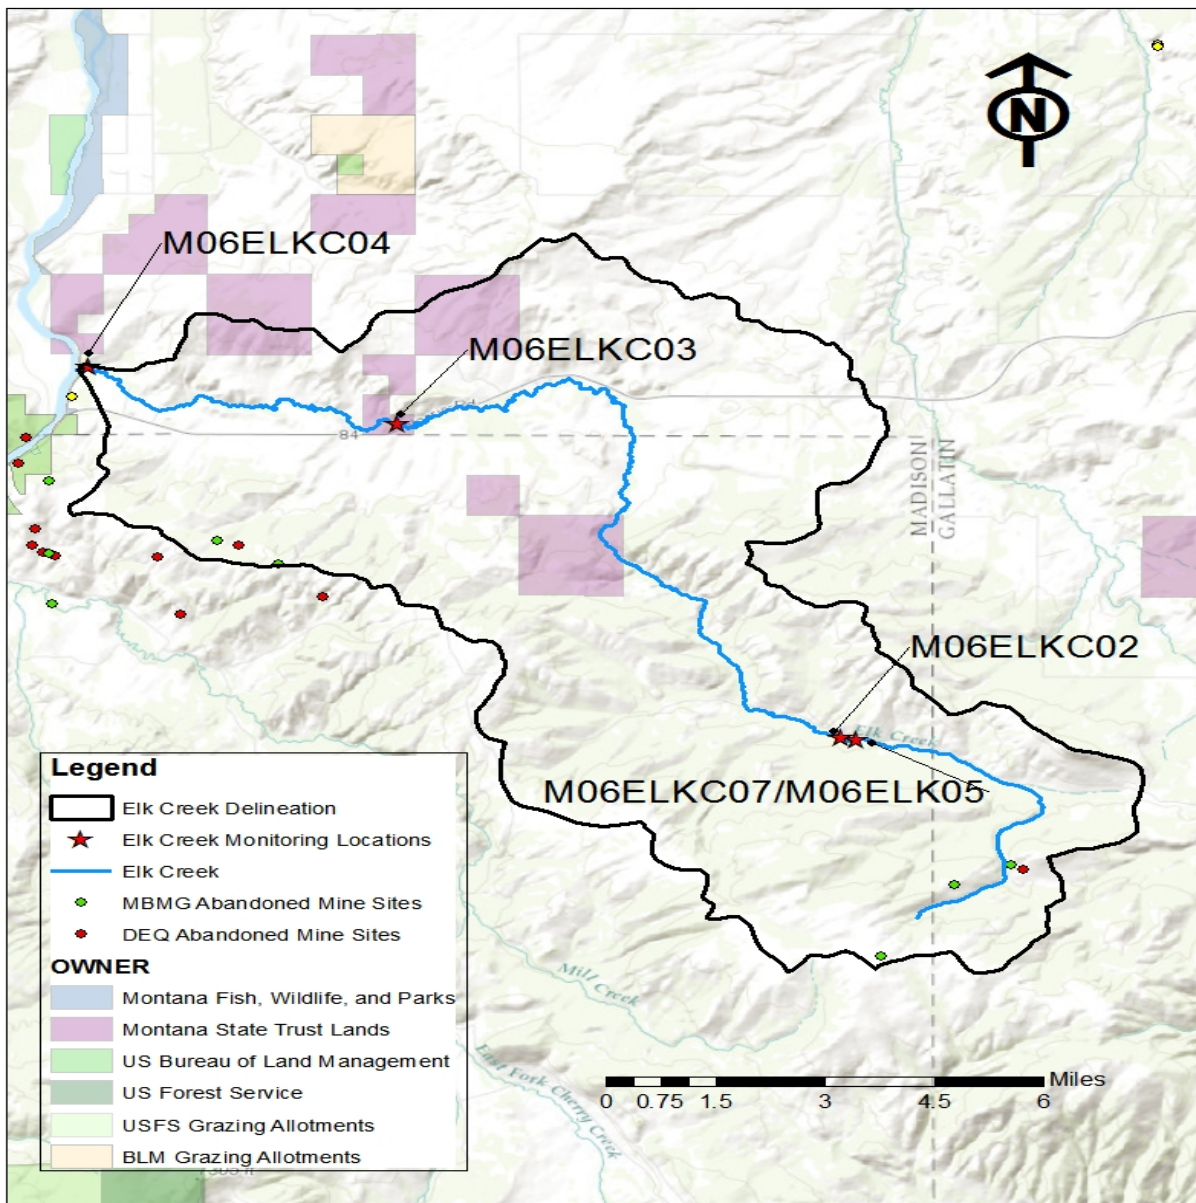 N
M06ELKC04
M06ELKC03
84
MADISON
GALLATIN
M06ELKC02
Elk Creek
M06ELKC07/M06ELK05
Legend
Elk Creek Delineation
Elk Creek Monitoring Locations
Elk Creek
MBMG Abandoned Mine Sites
DEQ Abandoned Mine Sites
OWNER
Montana Fish, Wildlife, and Parks
Montana State Trust Lands
US Bureau of Land Management
US Forest Service
USFS Grazing Allotments
BLM Grazing Allotments
Mill Creek
East Fork Cherry Creek
Miles
0 0.75 1.5 3 4.5 6